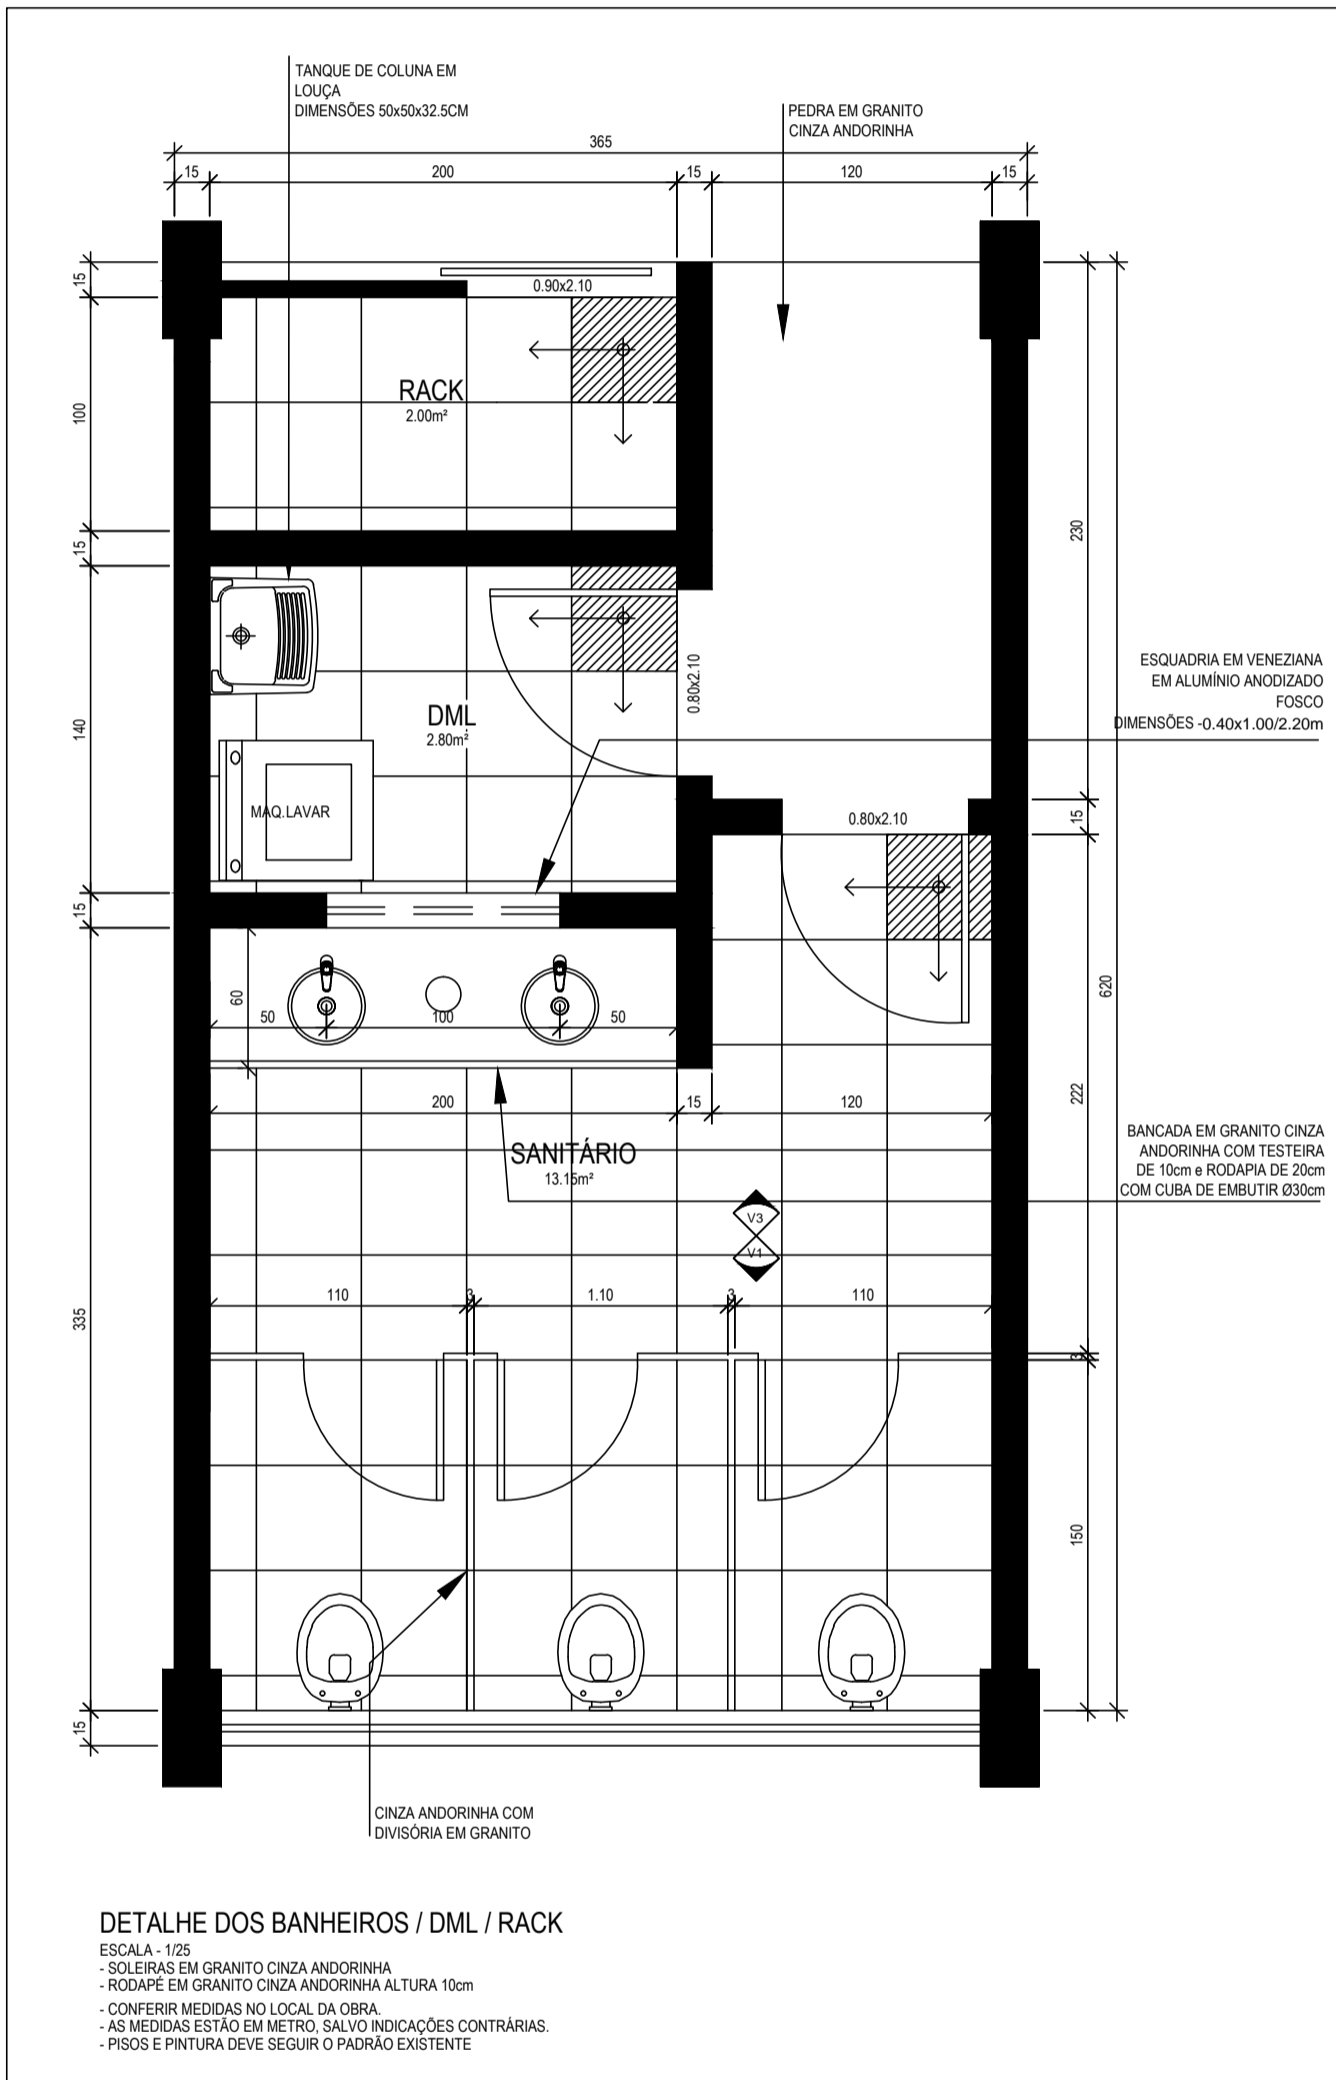 TANQUE DE COLUNA EM
LOUÇA
DIMENSÕES 50x50x32.5CM
PEDRA EM GRANITO
CINZA ANDORINHA
365
15
200
15
120
15
15
0.90x2.10
RACK
2.00m²
100
230
15
ESQUADRIA EM VENEZIANA
EM ALUMÍNIO ANODIZADO
FOSCO
DIMENSÕES -0.40x1.00/2.20m
0.80x2.10
DML
2.80m²
140
MAQ.LAVAR
0.80x2.10
15
15
620
60
50
100
50
200
15
120
222
BANCADA EM GRANITO CINZA
ANDORINHA COM TESTEIRA
DE 10cm e RODAPIA DE 20cm
COM CUBA DE EMBUTIR Ø30cm
SANITÁRIO
13.15m²
V3
V1
110
3
1.10
3
110
335
3
150
15
CINZA ANDORINHA COM
DIVISÓRIA EM GRANITO
DETALHE DOS BANHEIROS / DML / RACK
ESCALA - 1/25
- SOLEIRAS EM GRANITO CINZA ANDORINHA
- RODAPÉ EM GRANITO CINZA ANDORINHA ALTURA 10cm
- CONFERIR MEDIDAS NO LOCAL DA OBRA.
- AS MEDIDAS ESTÃO EM METRO, SALVO INDICAÇÕES CONTRÁRIAS.
- PISOS E PINTURA DEVE SEGUIR O PADRÃO EXISTENTE